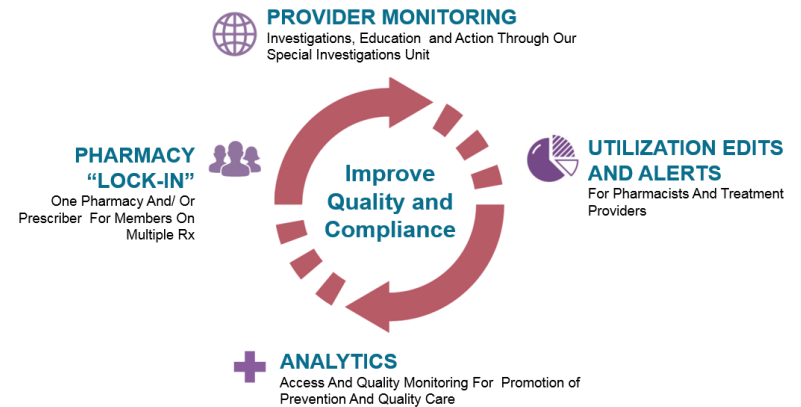 PROVIDER MONITORING
Investigations, Education and Action Through Our
Special Investigations Unit
PHARMACY
“LOCK-IN”
One Pharmacy And/ Or
Prescriber For Members On
Multiple Rx
Improve
Quality and
Compliance
UTILIZATION EDITS
AND ALERTS
For Pharmacists And Treatment
Providers
ANALYTICS
Access And Quality Monitoring For Promotion of
Prevention And Quality Care